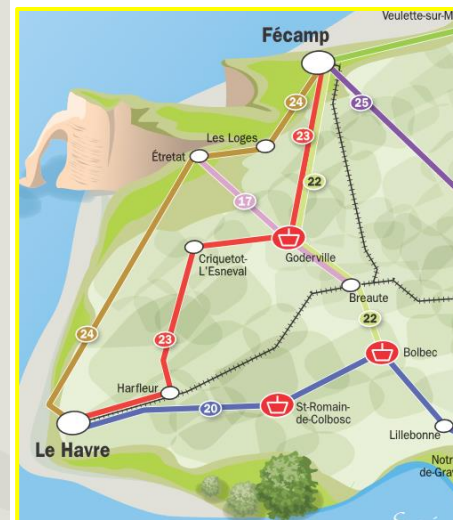 Veulette-sur-M
Fécamp
24
25
23
Les Loges
Étretat
22
17
Goderville
Criquetot-
L'Esneval
Breaute
22
24
23
Bolbec
Harfleur
20
St-Romain-
de-Colbosc
Le Havre
Lillebonne
Notr
de-Grav